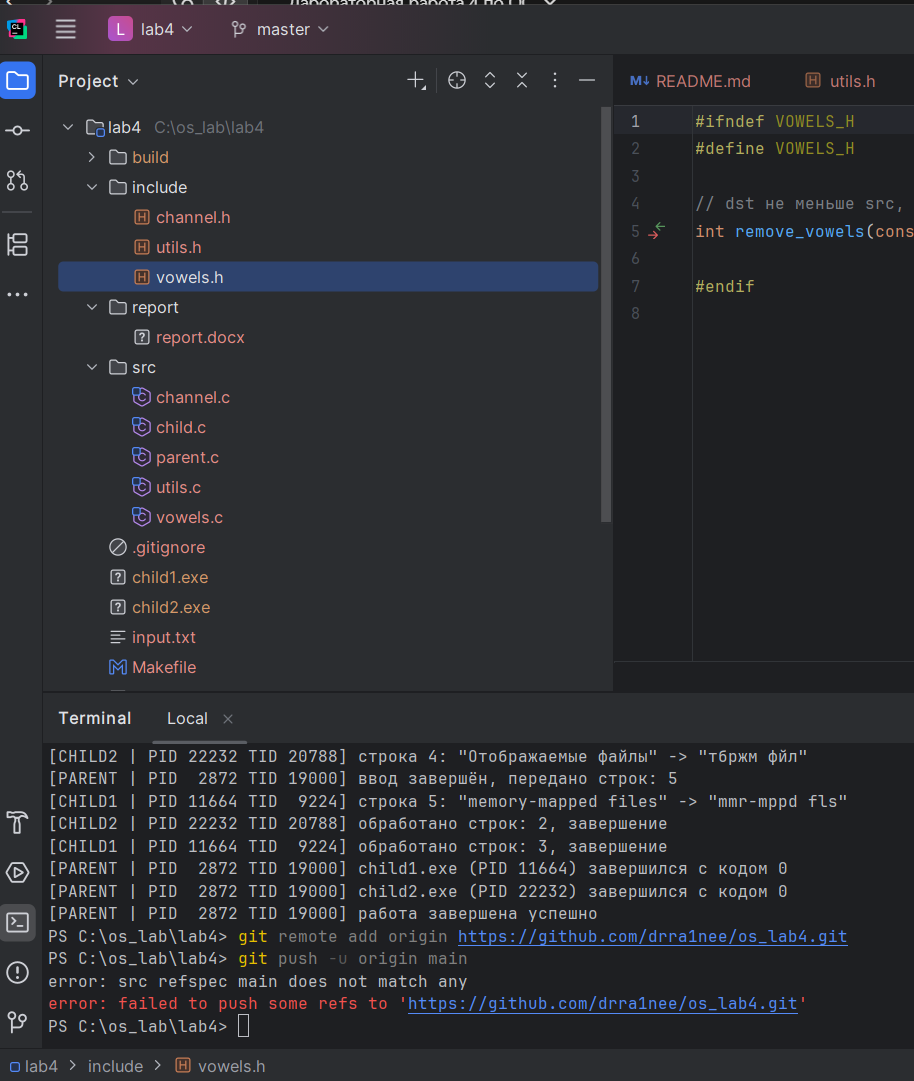 Лабораторная работа 4 по ОС
L lab4 master
Project
README.md
utils.h
lab4 C:\os_lab\lab4
build
include
channel.h
utils.h
vowels.h
report
report.docx
src
channel.c
child.c
parent.c
utils.c
vowels.c
.gitignore
child1.exe
child2.exe
input.txt
Makefile
1 #ifndef VOWELS_H
2 #define VOWELS_H
3
4 // dst не меньше src,
5 int remove_vowels(cons
6
7 #endif
8
Terminal Local
[CHILD2 | PID 22232 TID 20788] строка 4: "Отображаемые файлы" -> "тбржм фйл"
[PARENT | PID  2872 TID 19000] ввод завершён, передано строк: 5
[CHILD1 | PID 11664 TID  9224] строка 5: "memory-mapped files" -> "mmr-mppd fls"
[CHILD2 | PID 22232 TID 20788] обработано строк: 2, завершение
[CHILD1 | PID 11664 TID  9224] обработано строк: 3, завершение
[PARENT | PID  2872 TID 19000] child1.exe (PID 11664) завершился с кодом 0
[PARENT | PID  2872 TID 19000] child2.exe (PID 22232) завершился с кодом 0
[PARENT | PID  2872 TID 19000] работа завершена успешно
PS C:\os_lab\lab4> git remote add origin https://github.com/drra1nee/os_lab4.git
PS C:\os_lab\lab4> git push -u origin main
error: src refspec main does not match any
error: failed to push some refs to 'https://github.com/drra1nee/os_lab4.git'
PS C:\os_lab\lab4>
lab4 > include > vowels.h